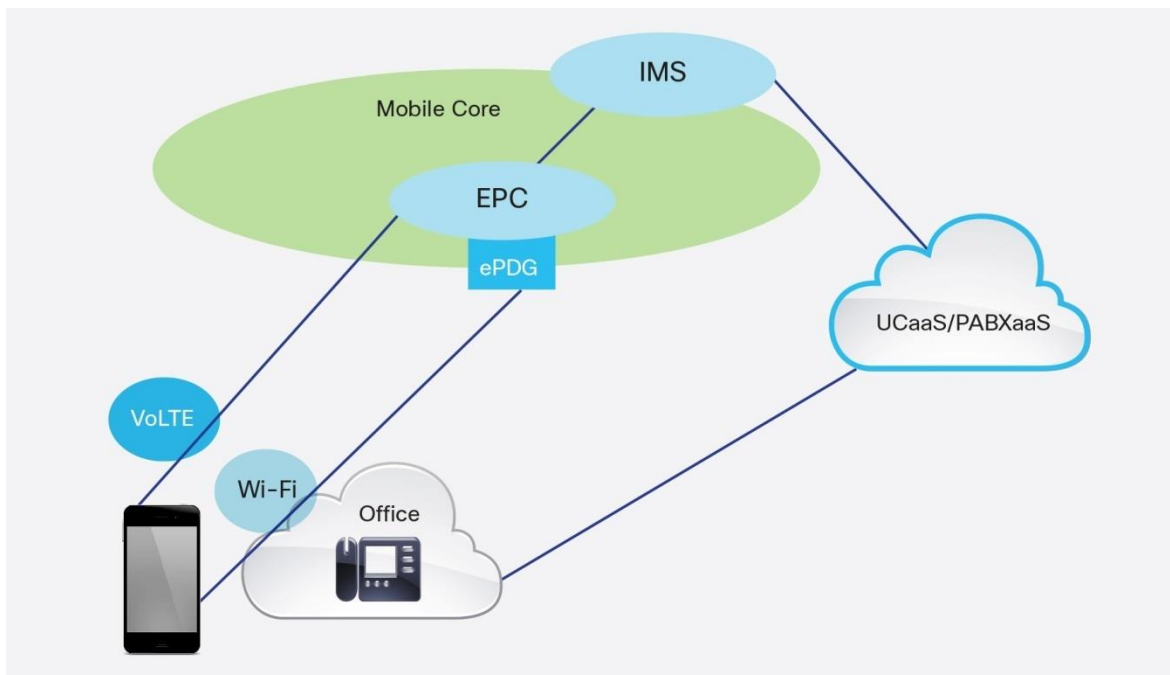 IMS
Mobile Core
EPC
ePDG
UCaaS/PABXaaS
VoLTE
Wi-Fi
Office